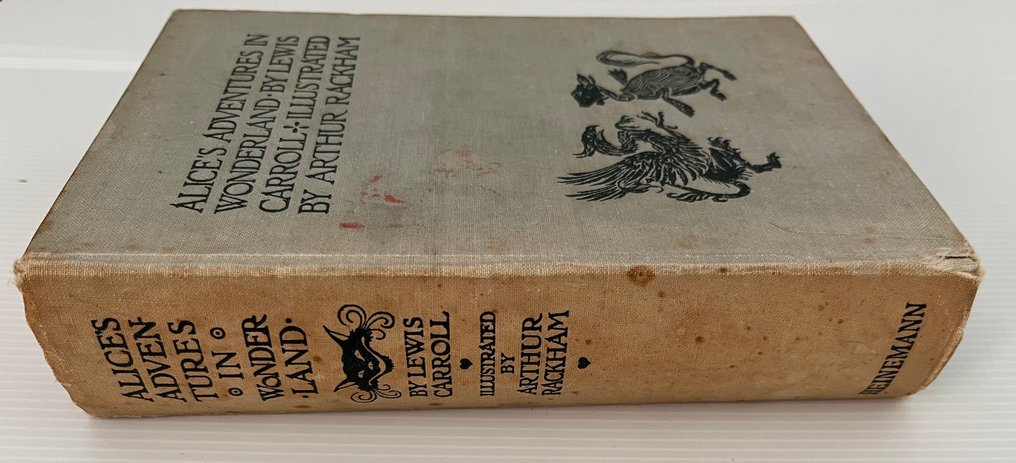 ALICE'S ADVENTURES IN
WONDERLAND · BY LEWIS
CARROLL ·:· ILLUSTRATED
BY ARTHUR RACKHAM
ALICE'S
ADVEN-
TURES
IN
WONDER
·LAND·
BY LEWIS
CARROLL
ILLUSTRATED
BY
ARTHUR
RACKHAM
HEINEMANN